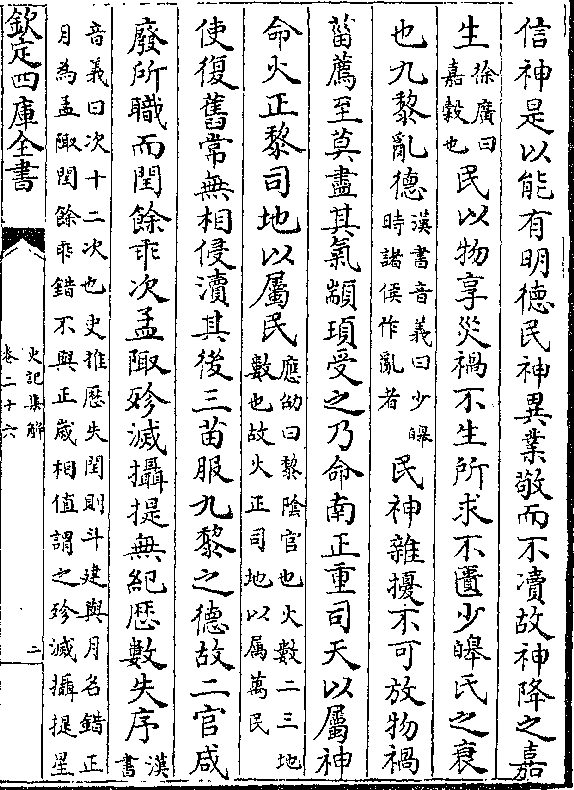 信神是以能有明德民神異業敬而不瀆故神降之嘉
生徐廣曰嘉穀也民以物享災禍不生所求不匱少皥氏之衰
也九黎亂德漢書音義曰少皥時諸侯作亂者民神雜擾不可放物禍
菑薦至莫盡其氣顓頊受之乃命南正重司天以屬神
命火正黎司地以屬民應劭曰黎陰官也火數二二地數也故火正司地以屬萬民
使復舊常無相侵瀆其後三苗服九黎之德故二官咸
廢所職而閏餘乖次孟陬殄滅攝提無紀歴數失序漢書
音義曰次十二次也史推歴失閏則斗建與月名錯正
月為孟陬閏餘乖錯不與正歳相值謂之殄滅攝提星
欽定四庫全書
史記集解
卷二十六
二